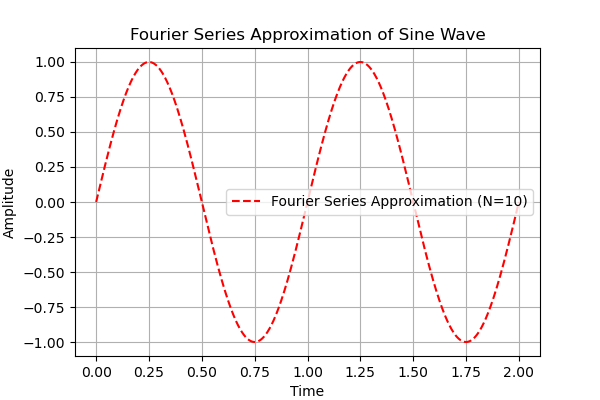 Fourier Series Approximation of Sine Wave
1.00
0.75
0.50
0.25
0.00
−0.25
−0.50
−0.75
−1.00
Amplitude
Fourier Series Approximation (N=10)
0.00 0.25 0.50 0.75 1.00 1.25 1.50 1.75 2.00
Time